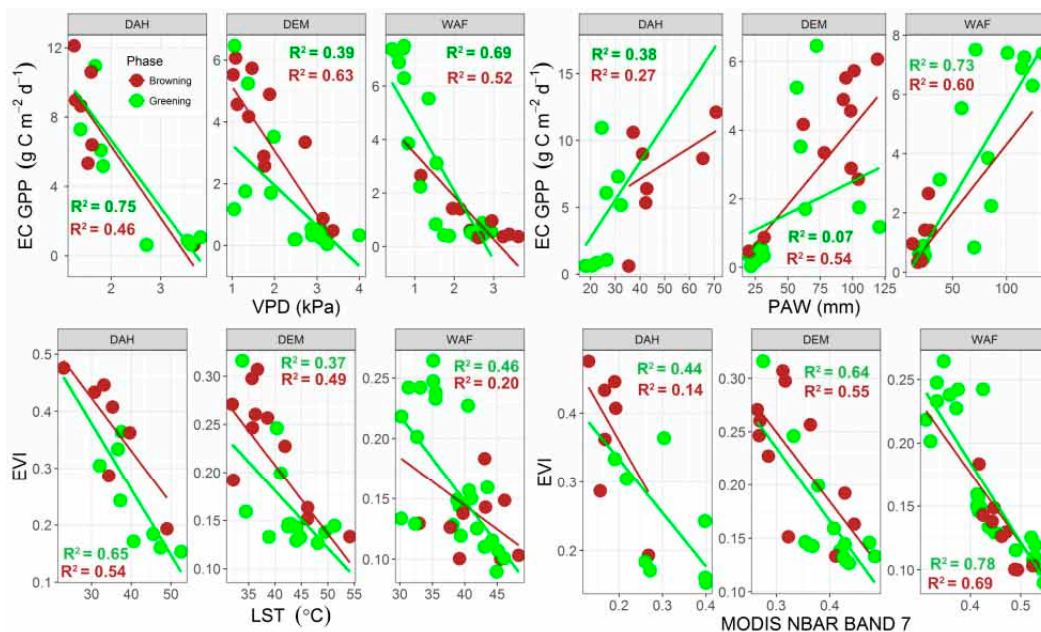 DAH DEM WAF DAH DEM WAF
EC GPP (g C m⁻² d⁻¹)
12
8
4
0
Phase
Browning
Greening
R² = 0.75
R² = 0.46
2 3
6
4
2
0
R² = 0.39
R² = 0.63
1 2 3 4
8
6
4
2
0
R² = 0.69
R² = 0.52
0 1 2 3
VPD (kPa)
EC GPP (g C m⁻² d⁻¹)
15
10
5
0
R² = 0.38
R² = 0.27
20 30 40 50 60 70
6
4
2
0
R² = 0.07
R² = 0.54
25 50 75 100 125
8
6
4
2
0
R² = 0.73
R² = 0.60
50 100
PAW (mm)
DAH DEM WAF DAH DEM WAF
EVI
0.5
0.4
0.3
0.2
0.1
R² = 0.65
R² = 0.54
30 40 50
0.30
0.25
0.20
0.15
0.10
R² = 0.37
R² = 0.49
35 40 45 50 55
0.25
0.20
0.15
0.10
R² = 0.46
R² = 0.20
30 35 40 45
LST (°C)
EVI
0.4
0.3
0.2
R² = 0.44
R² = 0.14
0.2 0.3 0.4
0.30
0.25
0.20
0.15
0.10
R² = 0.64
R² = 0.55
0.3 0.4
0.25
0.20
0.15
0.10
R² = 0.78
R² = 0.69
0.4 0.5
MODIS NBAR BAND 7